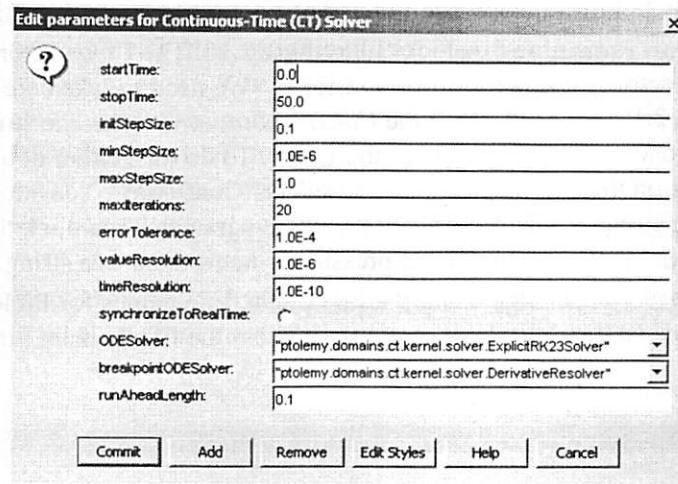 Edit parameters for Continuous-Time (CT) Solver
startTime: 0.0
stopTime: 50.0
initStepSize: 0.1
minStepSize: 1.0E-6
maxStepSize: 1.0
maxIterations: 20
errorTolerance: 1.0E-4
valueResolution: 1.0E-6
timeResolution: 1.0E-10
synchronizeToRealTime:
ODESolver: "ptolemy.domains.ct.kernel.solver.ExplicitRK23Solver"
breakpointODESolver: "ptolemy.domains.ct.kernel.solver.DerivativeResolver"
runAheadLength: 0.1
Commit Add Remove Edit Styles Help Cancel